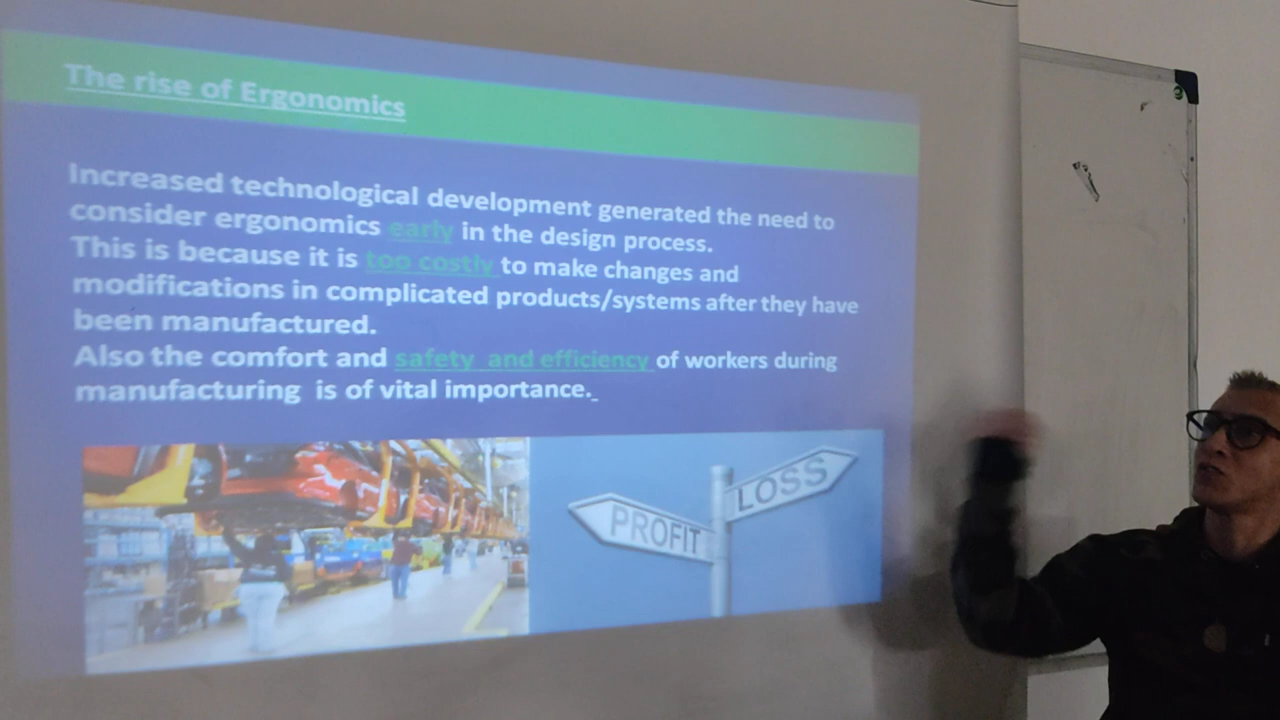 The rise of Ergonomics
Increased technological development generated the need to
consider ergonomics early in the design process.
This is because it is too costly to make changes and
modifications in complicated products/systems after they have
been manufactured.
Also the comfort and safety and efficiency of workers during
manufacturing is of vital importance.
PROFIT
LOSS